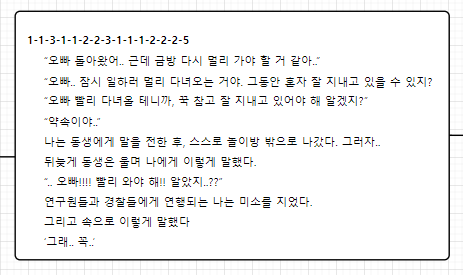 1-1-3-1-1-2-2-3-1-1-1-2-2-2-5
“오빠 돌아왔어.. 근데 금방 다시 멀리 가야 할 거 같아..”
“오빠.. 잠시 일하러 멀리 다녀오는 거야. 그동안 혼자 잘 지내고 있을 수 있지?
“오빠 빨리 다녀올 테니까, 꾹 참고 잘 지내고 있어야 해 알겠지?”
“약속이야..”
나는 동생에게 말을 전한 후, 스스로 놀이방 밖으로 나갔다. 그러자..
뒤늦게 동생은 울며 나에게 이렇게 말했다.
“.. 오빠!!!! 빨리 와야 해!! 알았지..??”
연구원들과 경찰들에게 연행되는 나는 미소를 지었다.
그리고 속으로 이렇게 말했다
‘그래.. 꼭..’